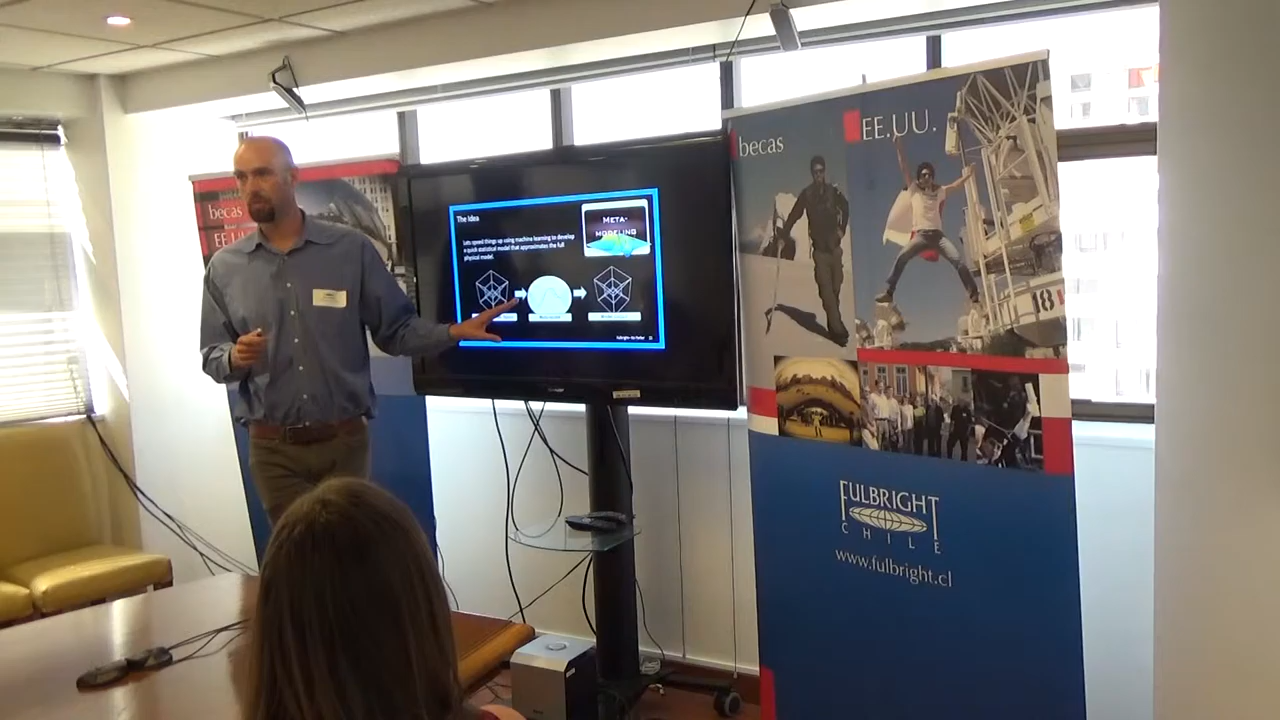 becas
EE.UU.
The Idea
META-
MODELING
Lets speed things up using machine learning to develop
a quick statistical model that approximates the full
physical model.
becas
EE.UU.
18
FULBRIGHT
CHILE
www.fulbright.cl